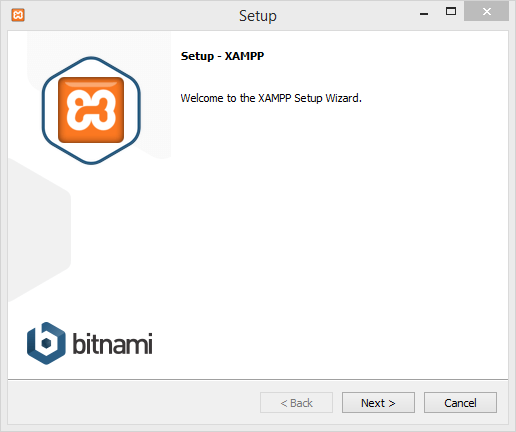 Setup
Setup - XAMPP
Welcome to the XAMPP Setup Wizard.
bitnami
< Back
Next >
Cancel